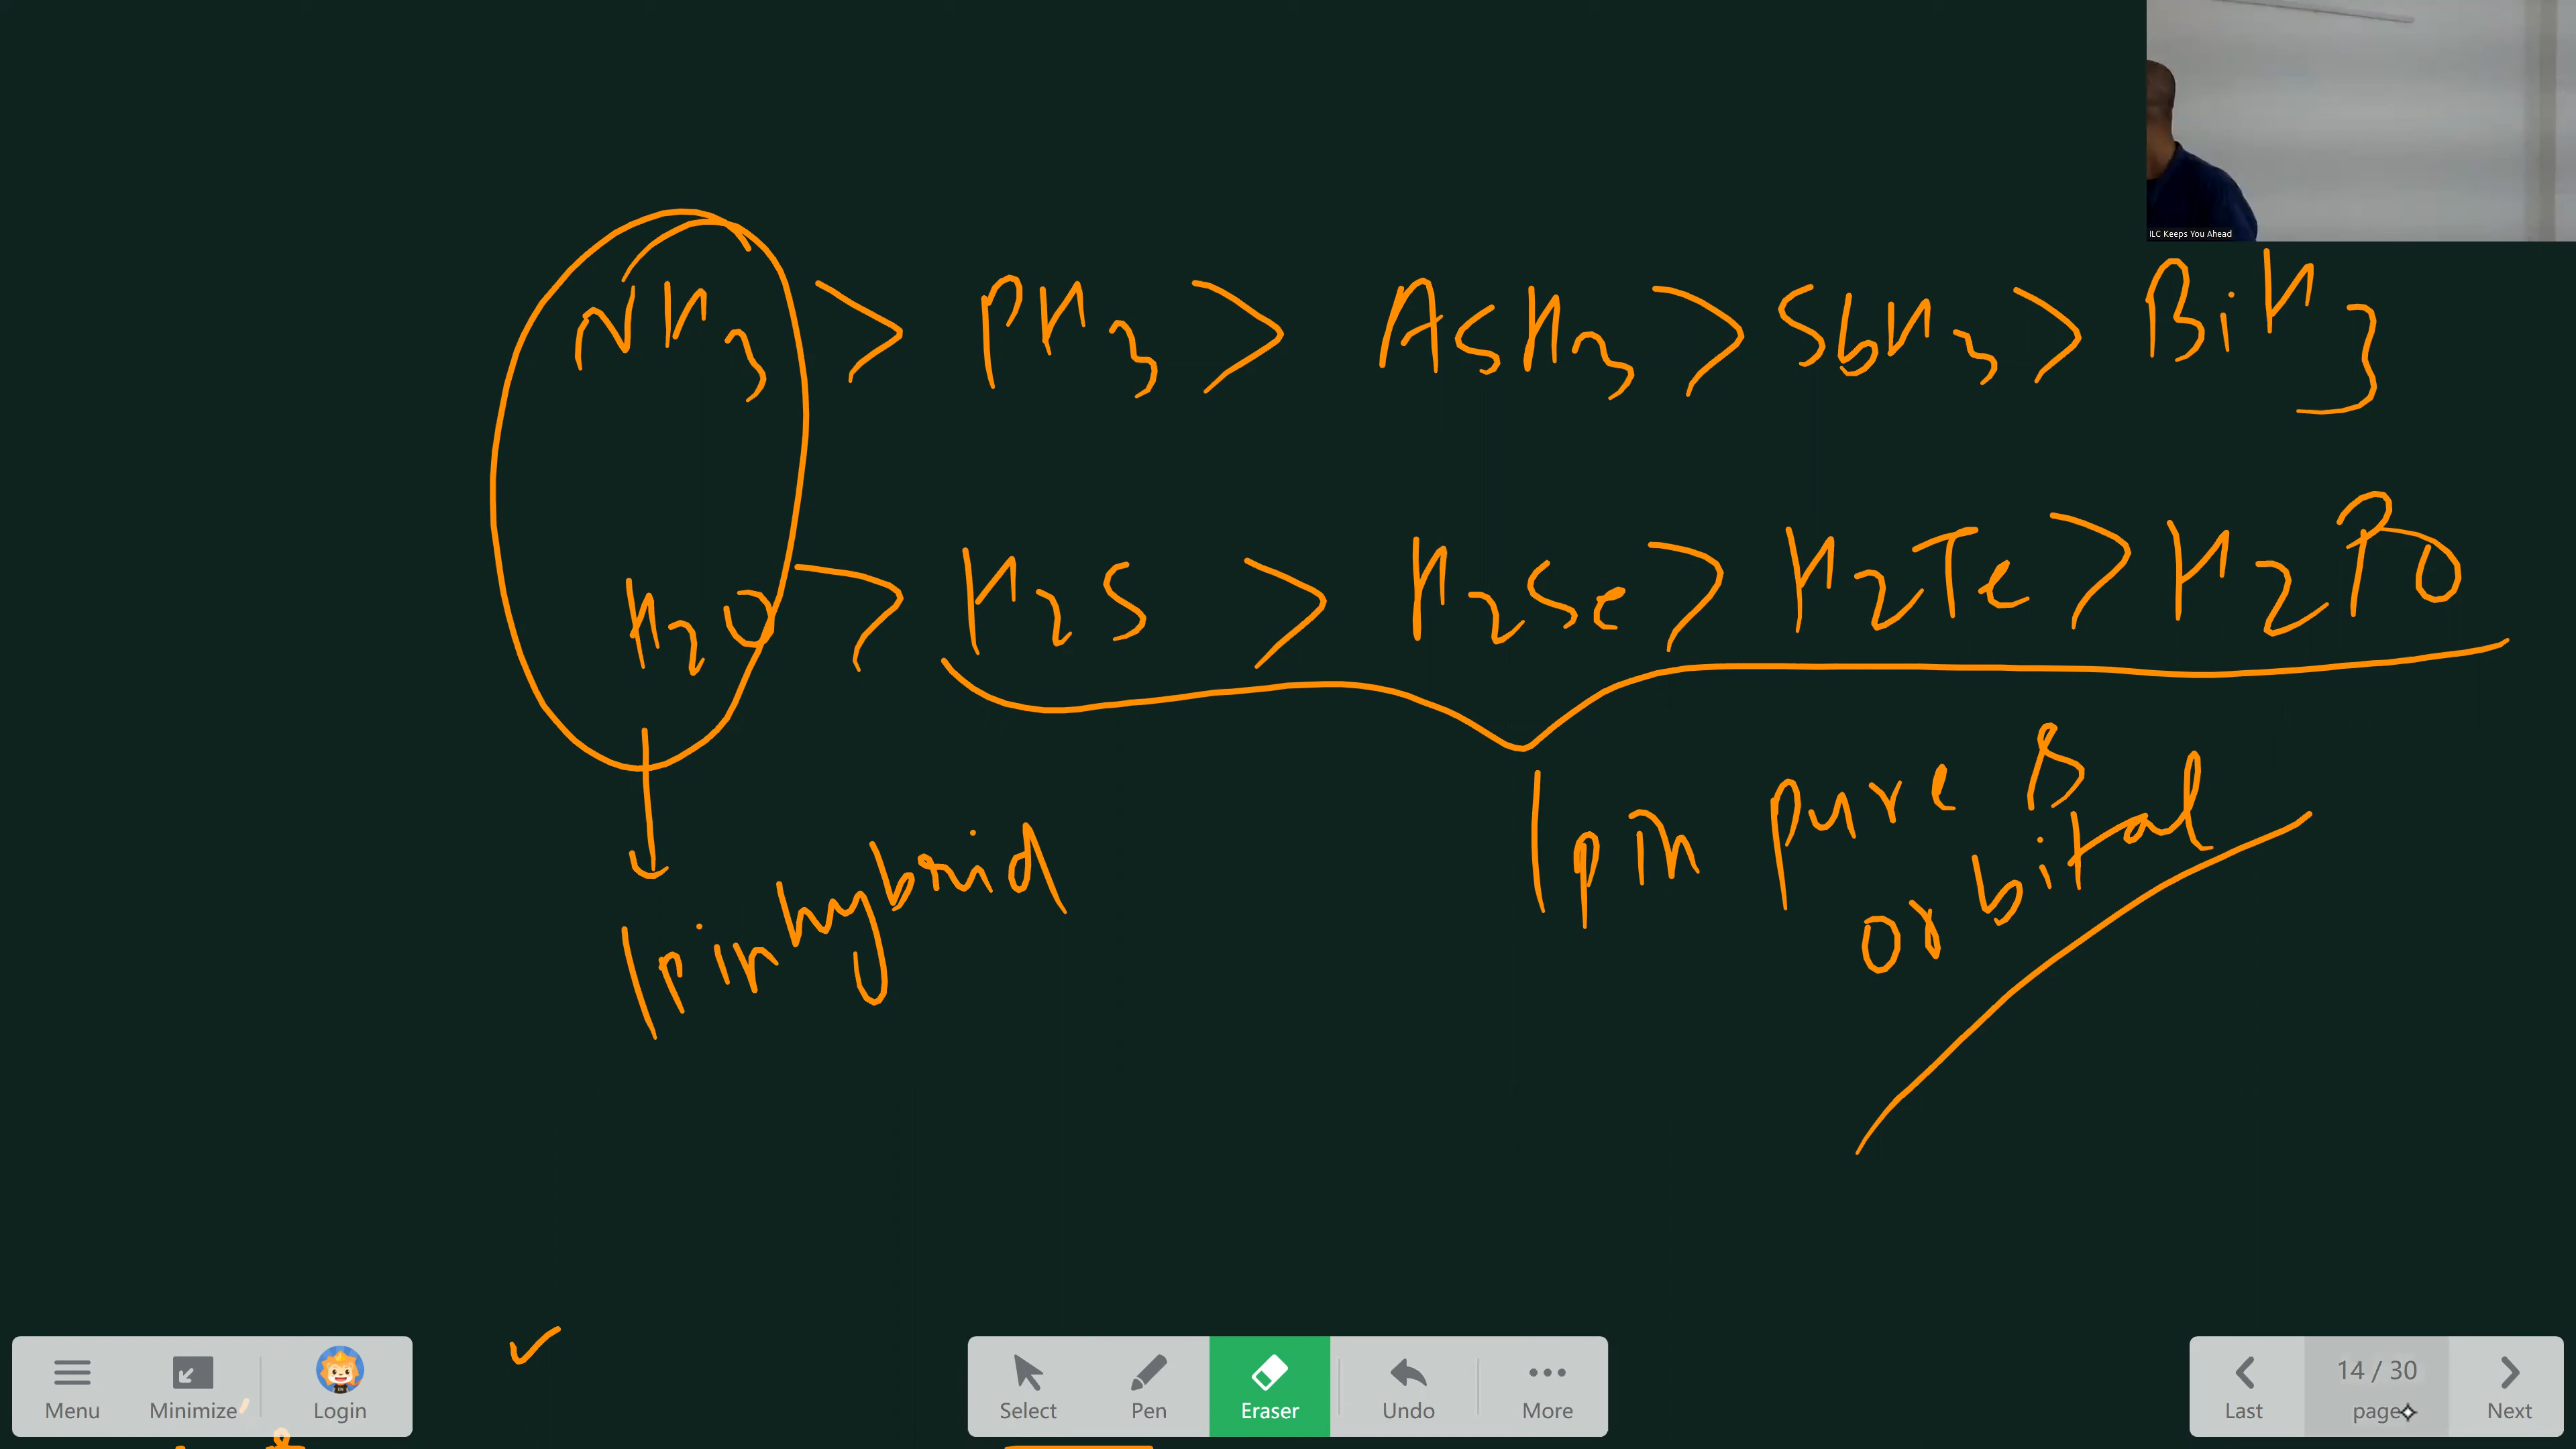 ILC Keeps You Ahead
NH3 > PH3 > AsH3 > SbH3 > BiH3
H2O > H2S > H2Se > H2Te > H2Po
lp in hybrid
lp in pure s
orbital
Menu Minimize Login
Select Pen Eraser Undo More
Last 14 / 30 page Next